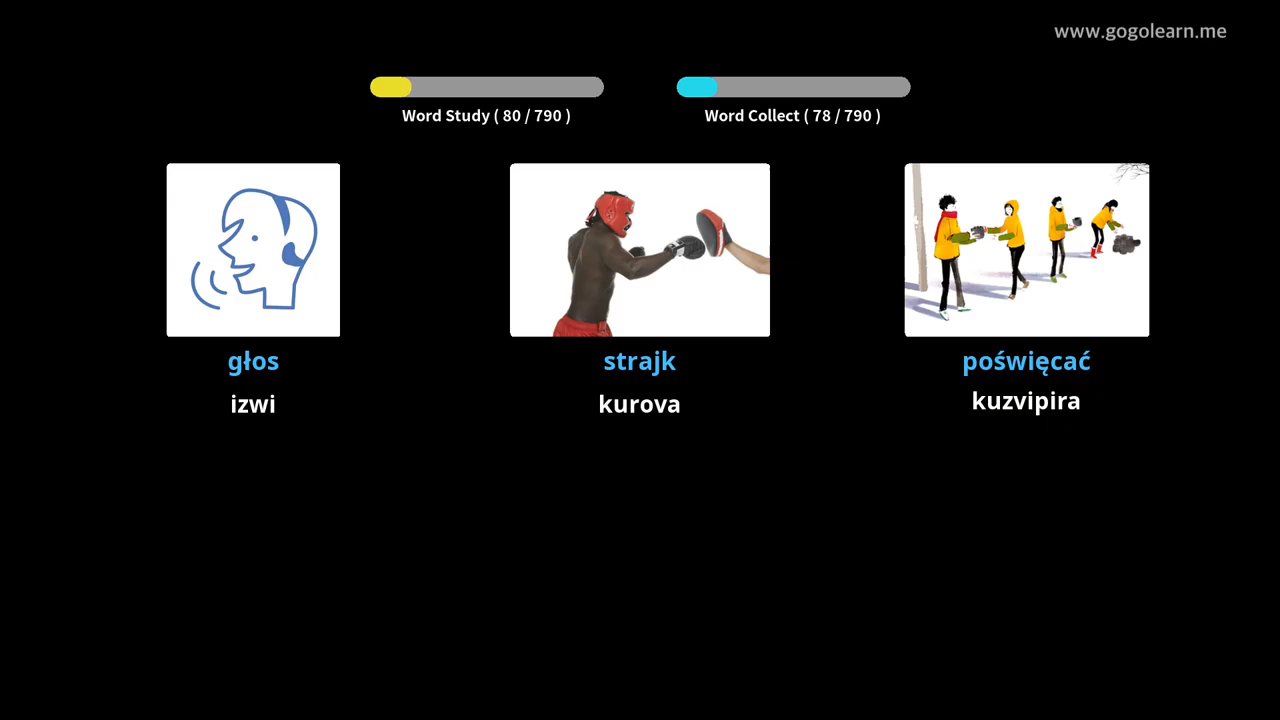 www.gogolearn.me
Word Study ( 80 / 790 )
Word Collect ( 78 / 790 )
głos
strajk
poświęcać
izwi
kurova
kuzvipira